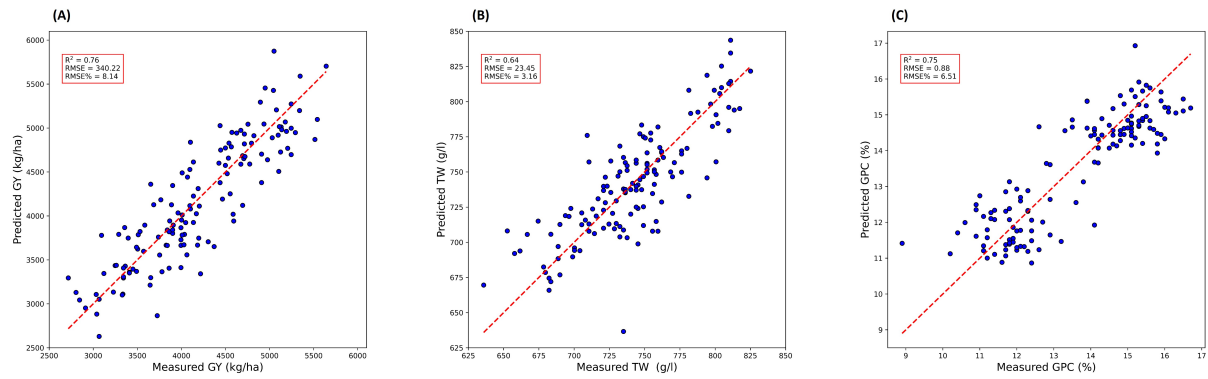 (A)
R² = 0.76
RMSE = 340.22
RMSE% = 8.14
Predicted GY (kg/ha)
6000
5500
5000
4500
4000
3500
3000
2500
2500 3000 3500 4000 4500 5000 5500 6000
Measured GY (kg/ha)
(B)
R² = 0.64
RMSE = 23.45
RMSE% = 3.16
Predicted TW (g/l)
850
825
800
775
750
725
700
675
650
625
625 650 675 700 725 750 775 800 825 850
Measured TW (g/l)
(C)
R² = 0.75
RMSE = 0.88
RMSE% = 6.51
Predicted GPC (%)
17
16
15
14
13
12
11
10
9
9 10 11 12 13 14 15 16 17
Measured GPC (%)